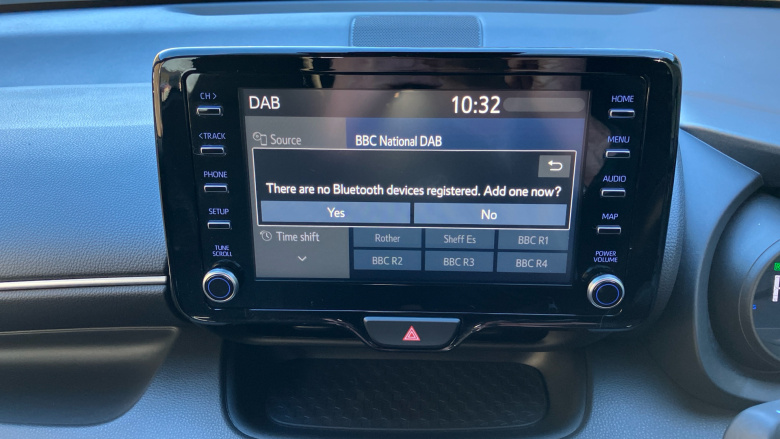 CH >
< TRACK
PHONE
SETUP
TUNE
SCROLL
DAB
10:32
Source
BBC National DAB
There are no Bluetooth devices registered. Add one now?
Yes
No
Time shift
Rother
Sheff Es
BBC R1
BBC R2
BBC R3
BBC R4
HOME
MENU
AUDIO
MAP
POWER
VOLUME